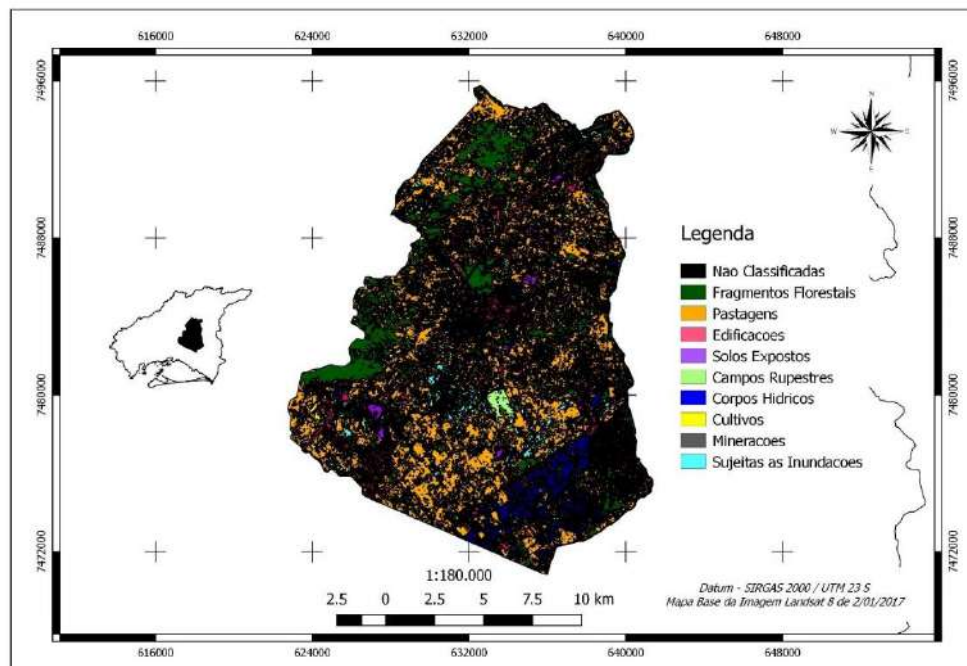 616000 624000 632000 640000 648000
7496000 7496000
N
W E
S
7488000 7488000
Legenda
Nao Classificadas
Fragmentos Florestais
Pastagens
Edificacoes
Solos Expostos
Campos Rupestres
Corpos Hidricos
Cultivos
Mineracoes
Sujeitas as Inundacoes
7480000 7480000
7472000 7472000
1:180.000
2.5 0 2.5 5 7.5 10 km
Datum - SIRGAS 2000 / UTM 23 S
Mapa Base da Imagem Landsat 8 de 2/01/2017
616000 624000 632000 640000 648000